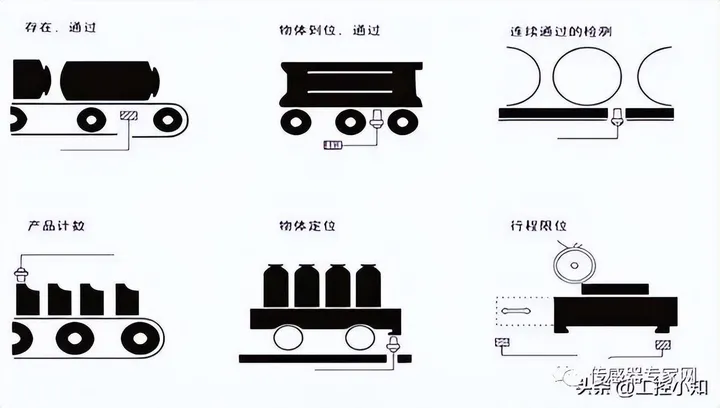 存在、通过
物体到位、通过
连续通过的检测
产品计数
物体定位
行程限位
传感器专家网
头条@工控小知